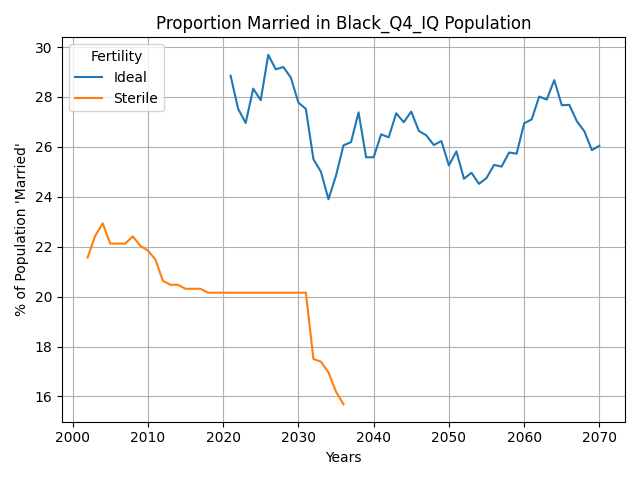 Proportion Married in Black_Q4_IQ Population
Fertility
Ideal
Sterile
% of Population 'Married'
30
28
26
24
22
20
18
16
2000 2010 2020 2030 2040 2050 2060 2070
Years